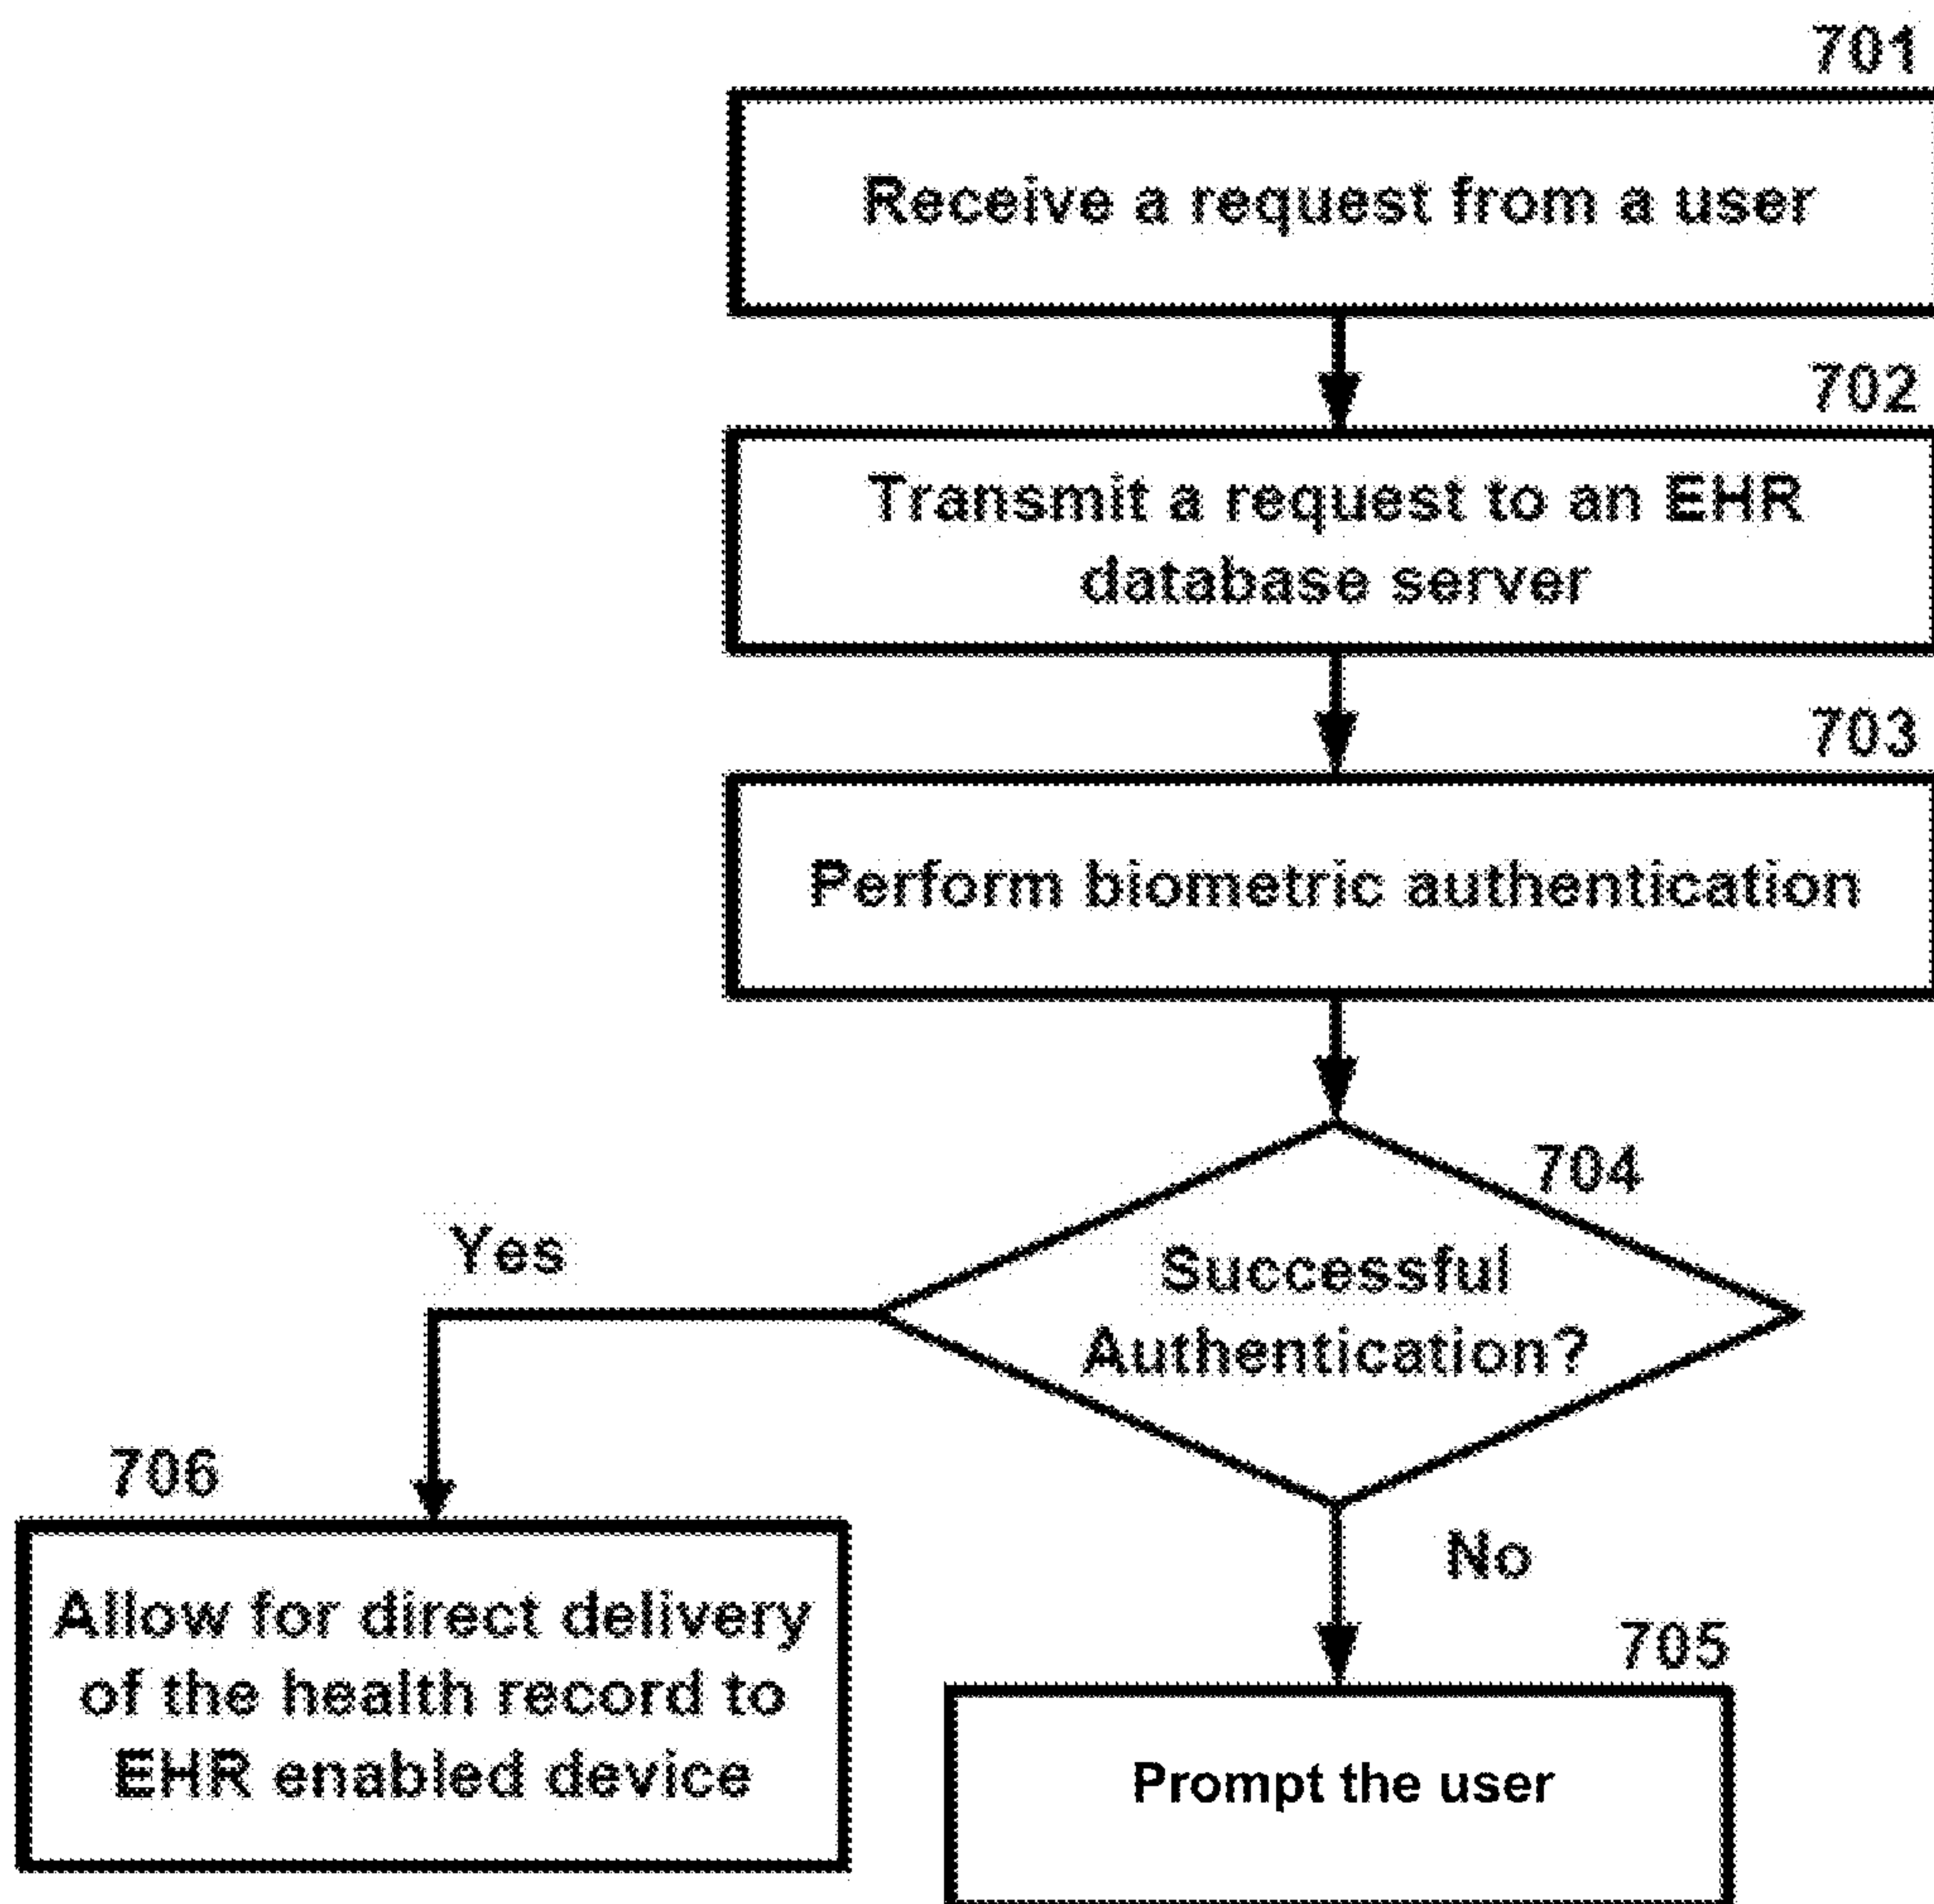 701
Receive a request from a user
702
Transmit a request to an EHR
database server
703
Perform biometric authentication
704
Successful
Authentication?
Yes
No
706
Allow for direct delivery
of the health record to
EHR enabled device
705
Prompt the user